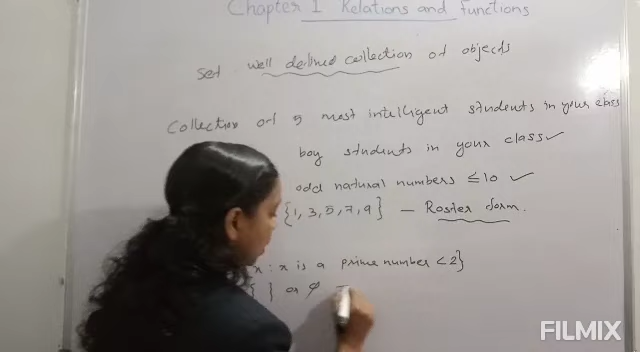 Chapter 1 Relations and Functions
Set well defined collection of objects
Collection of 5 most intelligent students in your class
boy students in your class ✓
odd natural numbers ≤10 ✓
{1, 3, 5, 7, 9} — Roster form.
x : x is a prime number < 2}
{ } or φ
FILMIX